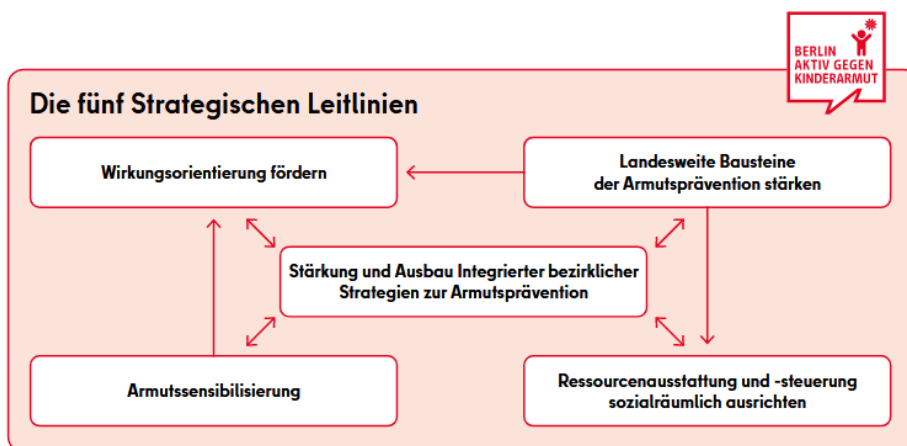 BERLIN
AKTIV GEGEN
KINDERARMUT
Die fünf Strategischen Leitlinien
Wirkungsorientierung fördern
Landesweite Bausteine
der Armutsprävention stärken
Stärkung und Ausbau Integrierter bezirklicher
Strategien zur Armutsprävention
Armutssensibilisierung
Ressourcenausstattung und -steuerung
sozialräumlich ausrichten